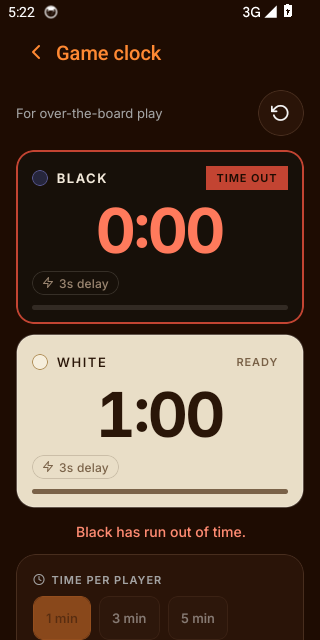 5:22
3G
Game clock
For over-the-board play
BLACK
TIME OUT
0:00
3s delay
WHITE
READY
1:00
3s delay
Black has run out of time.
TIME PER PLAYER
1 min
3 min
5 min